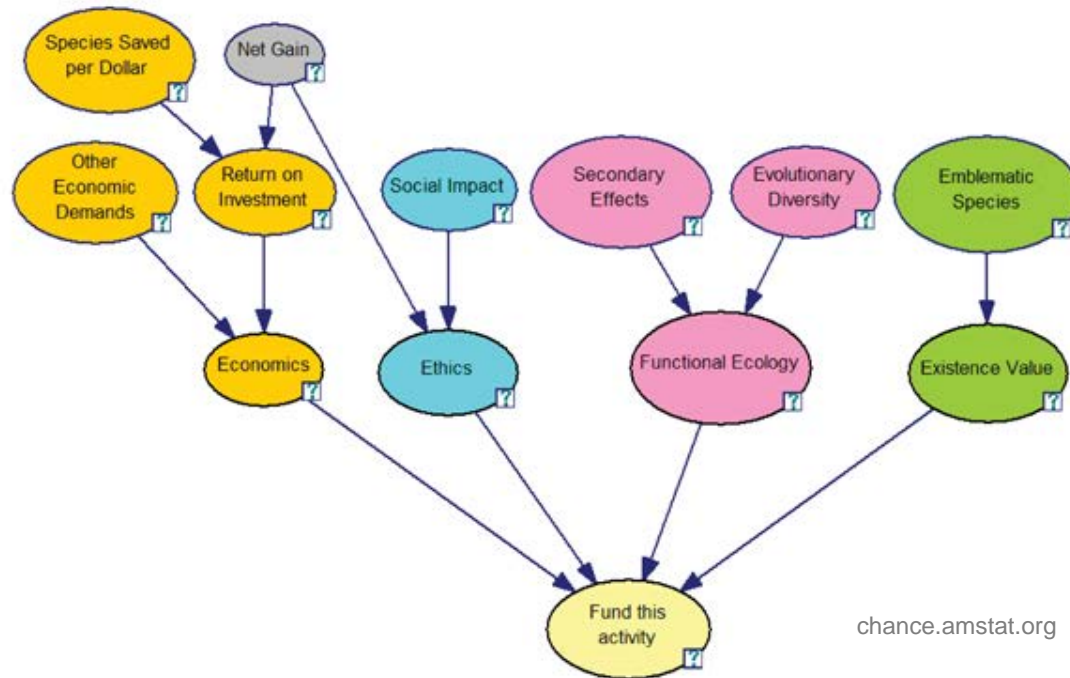 Species Saved
per Dollar
Net Gain
Other
Economic
Demands
Return on
Investment
Social Impact
Secondary
Effects
Evolutionary
Diversity
Emblematic
Species
Economics
Ethics
Functional Ecology
Existence Value
Fund this
activity
chance.amstat.org
?
?
?
?
?
?
?
?
?
?
?
?
?